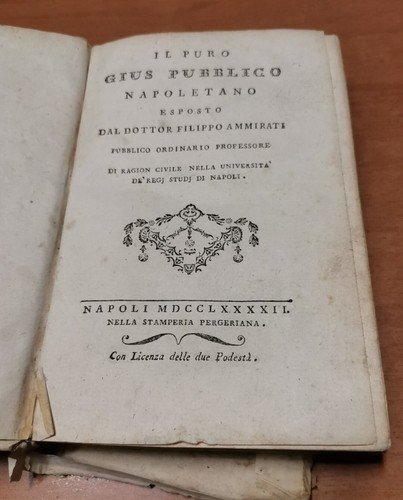 IL PURO
GIUS PUBBLICO
NAPOLETANO
ESPOSTO
DAL DOTTOR FILIPPO AMMIRATI
PUBBLICO ORDINARIO PROFESSORE
DI RAGION CIVILE NELLA UNIVERSITA'
DE' REGJ STUDJ DI NAPOLI.
NAPOLI MDCCLXXXXII.
NELLA STAMPERIA PERGERIANA.
Con Licenza delle due Podestà.